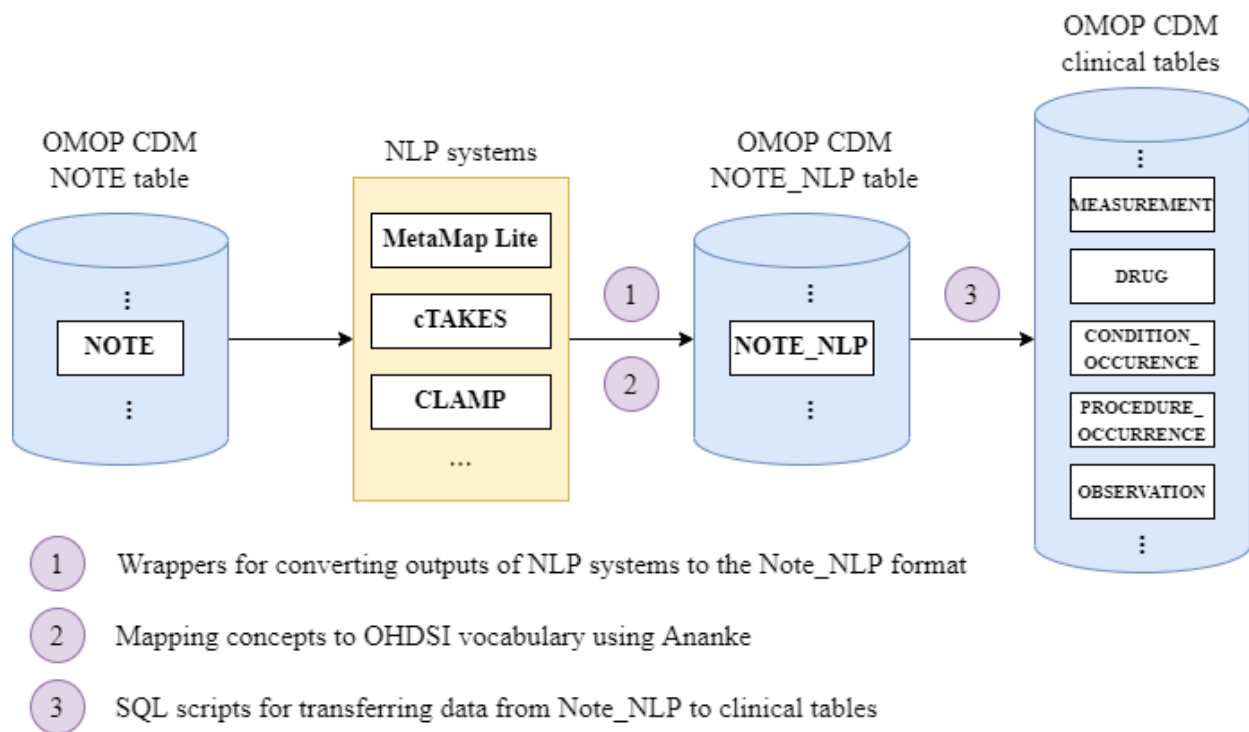 OMOP CDM
clinical tables
OMOP CDM
NOTE table
NLP systems
OMOP CDM
NOTE_NLP table
⋮
NOTE
⋮
MetaMap Lite
cTAKES
CLAMP
...
1
2
⋮
NOTE_NLP
⋮
3
⋮
MEASUREMENT
DRUG
CONDITION_
OCCURENCE
PROCEDURE_
OCCURRENCE
OBSERVATION
⋮
1 Wrappers for converting outputs of NLP systems to the Note_NLP format
2 Mapping concepts to OHDSI vocabulary using Ananke
3 SQL scripts for transferring data from Note_NLP to clinical tables